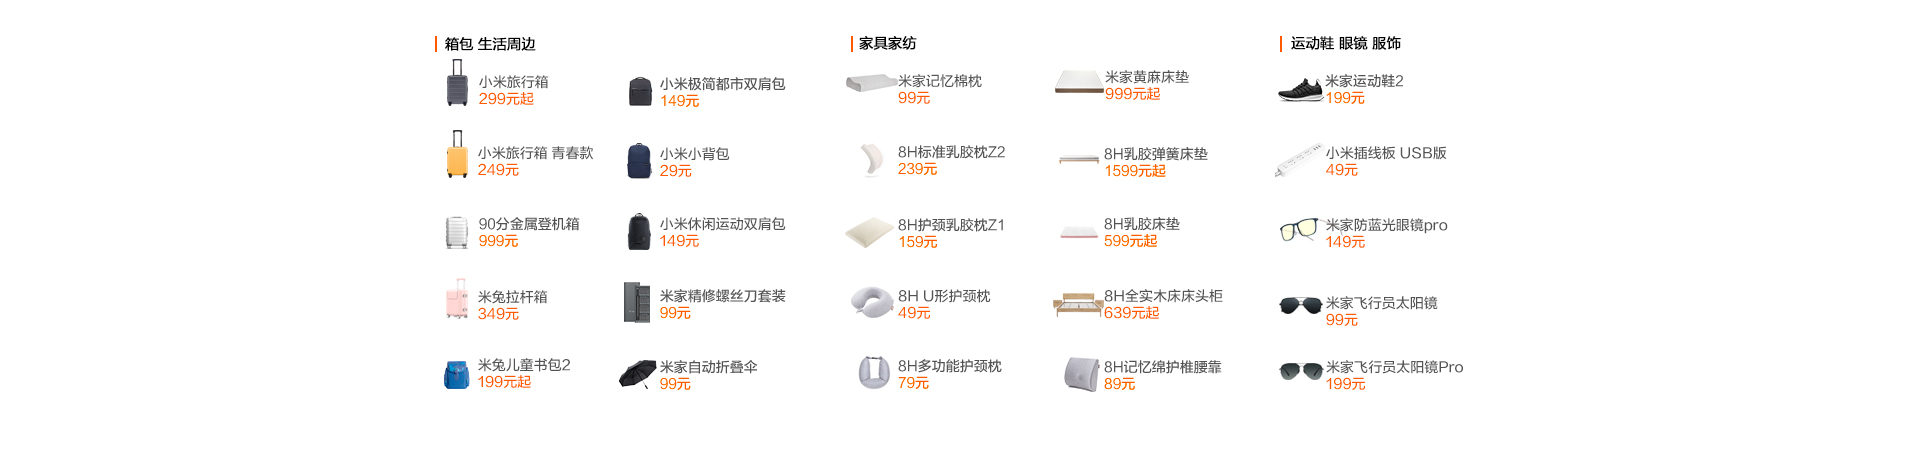 箱包 生活周边
小米旅行箱
299元起
小米旅行箱 青春款
249元
90分金属登机箱
999元
米兔拉杆箱
349元
米兔儿童书包2
199元起
小米极简都市双肩包
149元
小米小背包
29元
小米休闲运动双肩包
149元
米家精修螺丝刀套装
99元
米家自动折叠伞
99元
家具家纺
米家记忆棉枕
99元
8H标准乳胶枕Z2
239元
8H护颈乳胶枕Z1
159元
8H U形护颈枕
49元
8H多功能护颈枕
79元
米家黄麻床垫
999元起
8H乳胶弹簧床垫
1599元起
8H乳胶床垫
599元起
8H全实木床床头柜
639元起
8H记忆绵护椎腰靠
89元
运动鞋 眼镜 服饰
米家运动鞋2
199元
小米插线板 USB版
49元
米家防蓝光眼镜pro
149元
米家飞行员太阳镜
99元
米家飞行员太阳镜Pro
199元